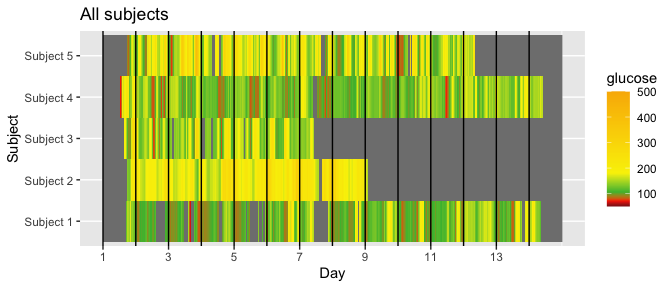 All subjects
Subject
Subject 5
Subject 4
Subject 3
Subject 2
Subject 1
1 3 5 7 9 11 13
Day
glucose
500
400
300
200
100